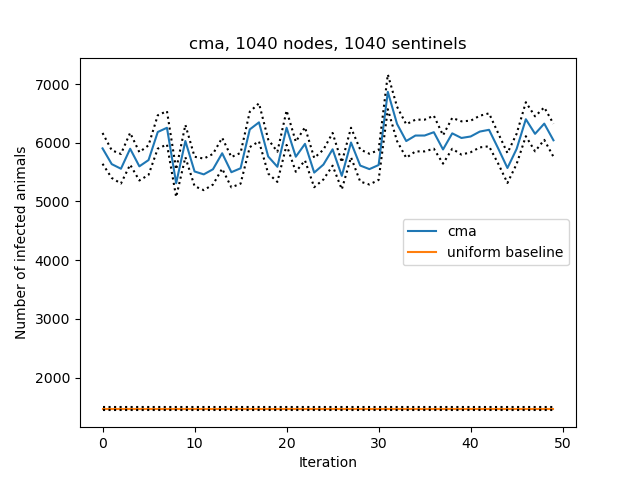 cma, 1040 nodes, 1040 sentinels
Number of infected animals
7000
6000
5000
4000
3000
2000
cma
uniform baseline
0 10 20 30 40 50
Iteration